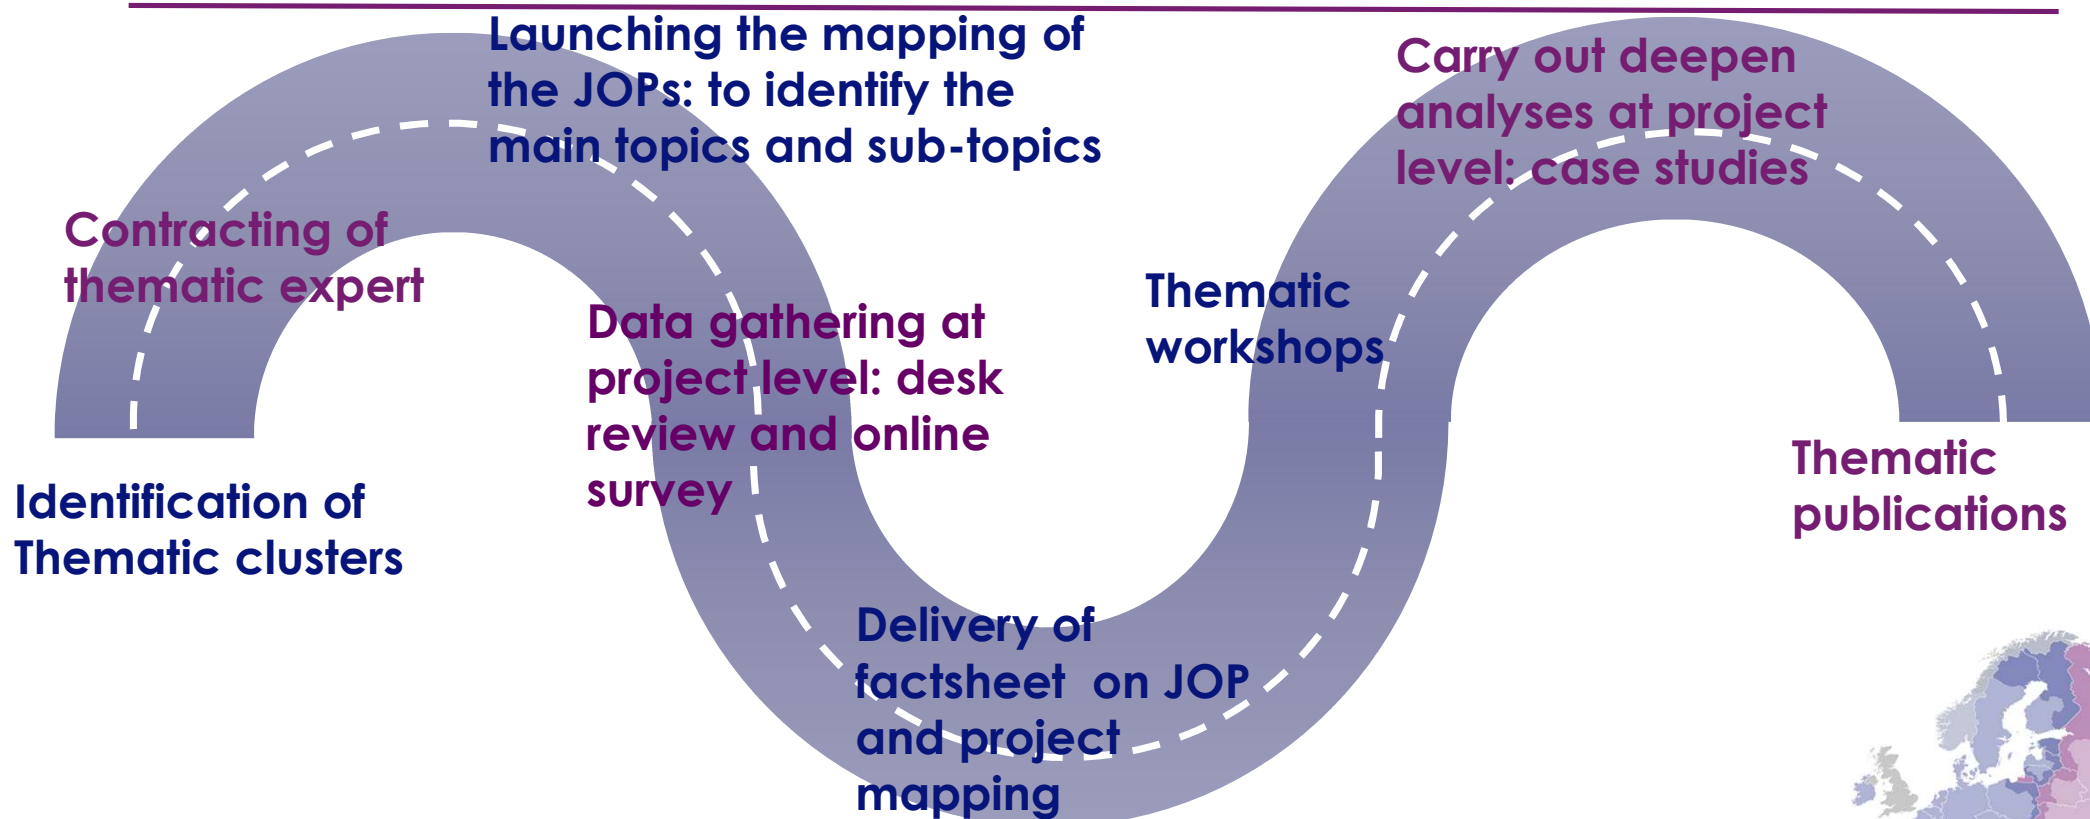 Identification of
Thematic clusters
Contracting of
thematic expert
Launching the mapping of
the JOPs: to identify the
main topics and sub-topics
Data gathering at
project level: desk
review and online
survey
Delivery of
factsheet  on JOP
and project
mapping
Thematic
workshops
Carry out deepen
analyses at project
level: case studies
Thematic
publications